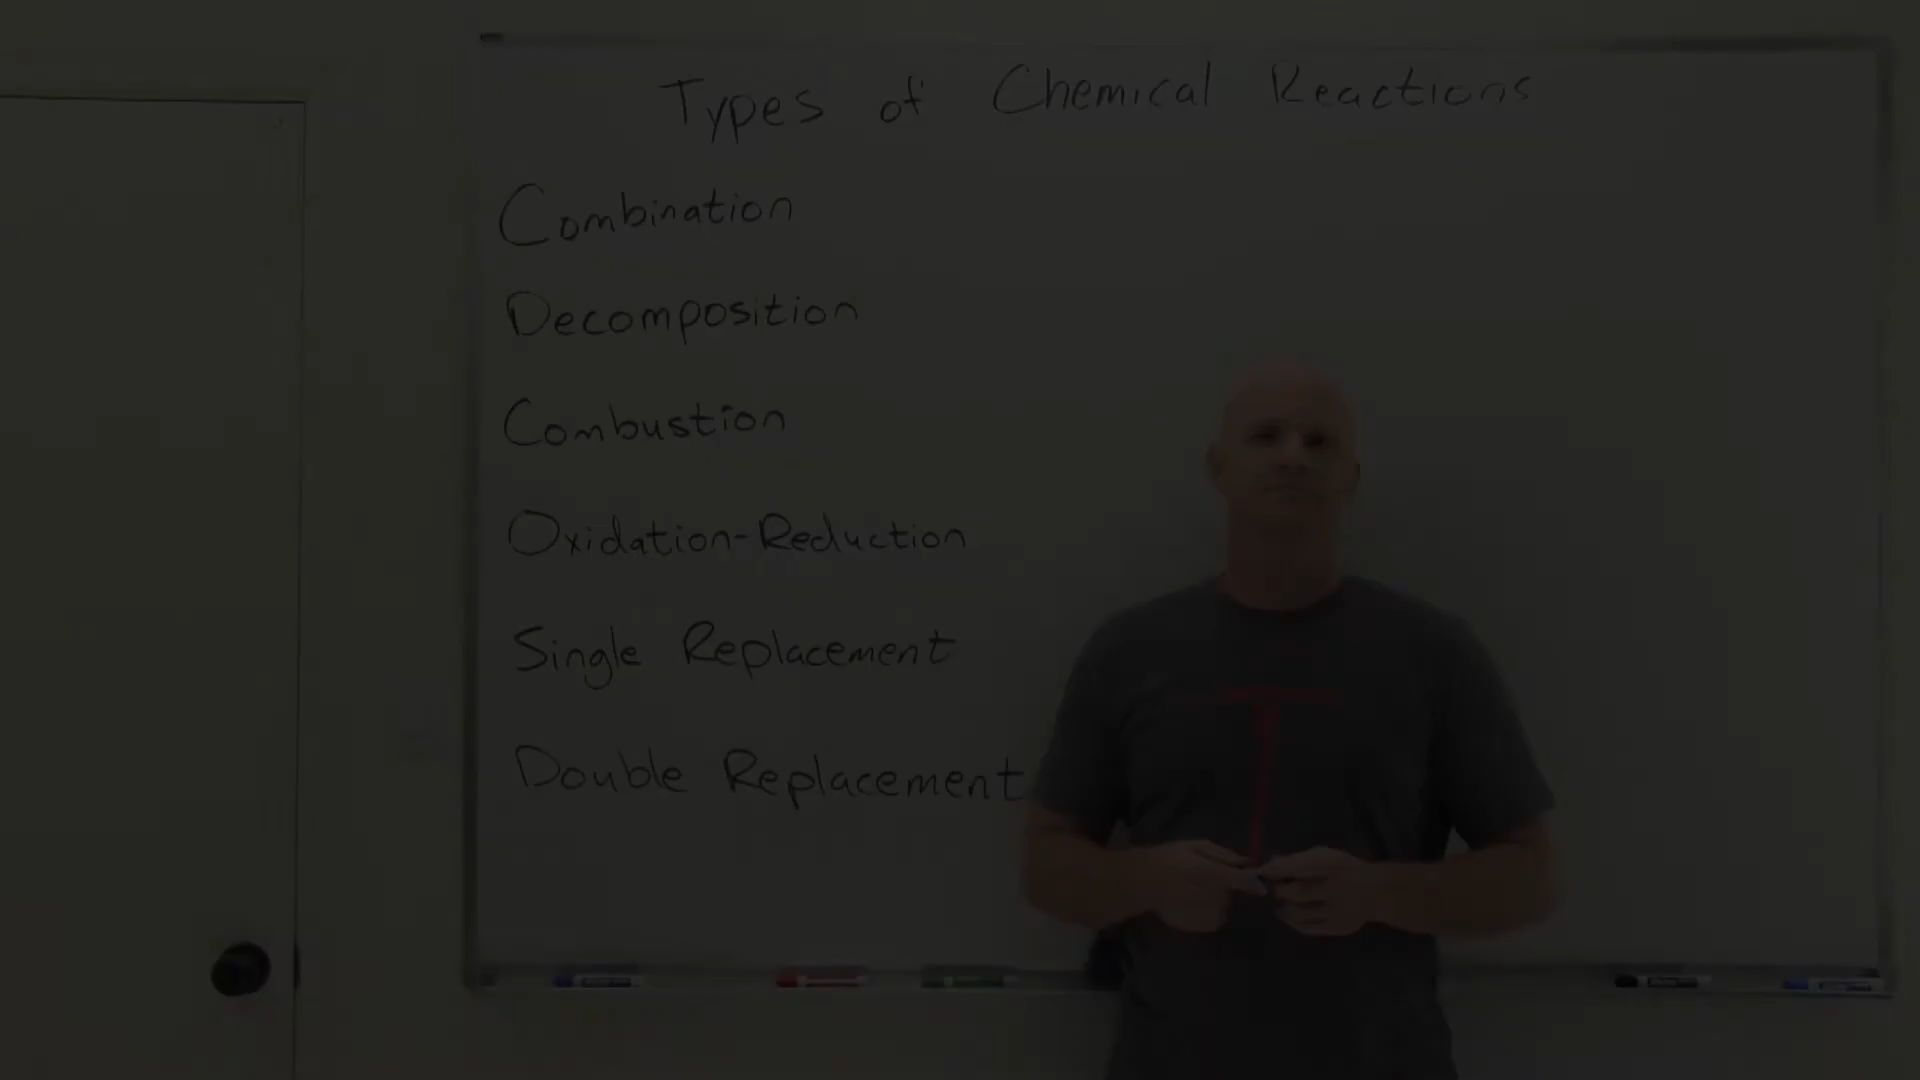 Types of Chemical Reactions
Combination
Decomposition
Combustion
Oxidation-Reduction
Single Replacement
Double Replacement